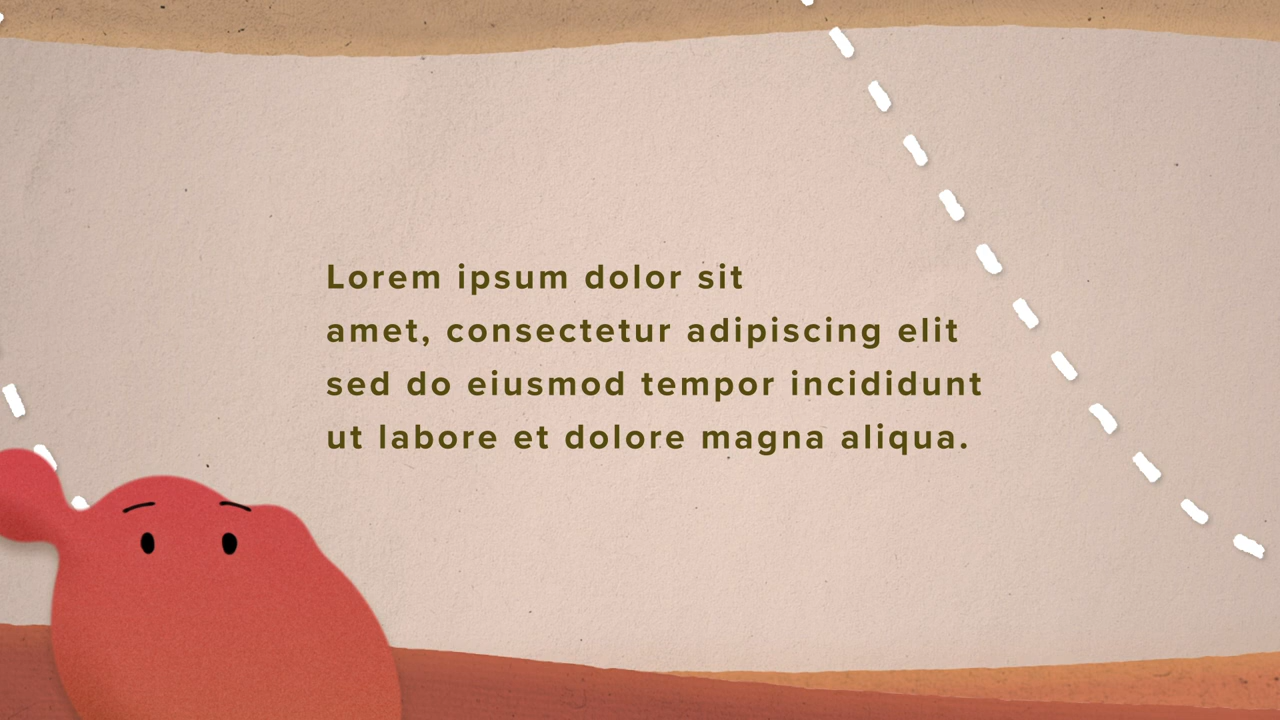 Lorem ipsum dolor sit
amet, consectetur adipiscing elit
sed do eiusmod tempor incididunt
ut labore et dolore magna aliqua.